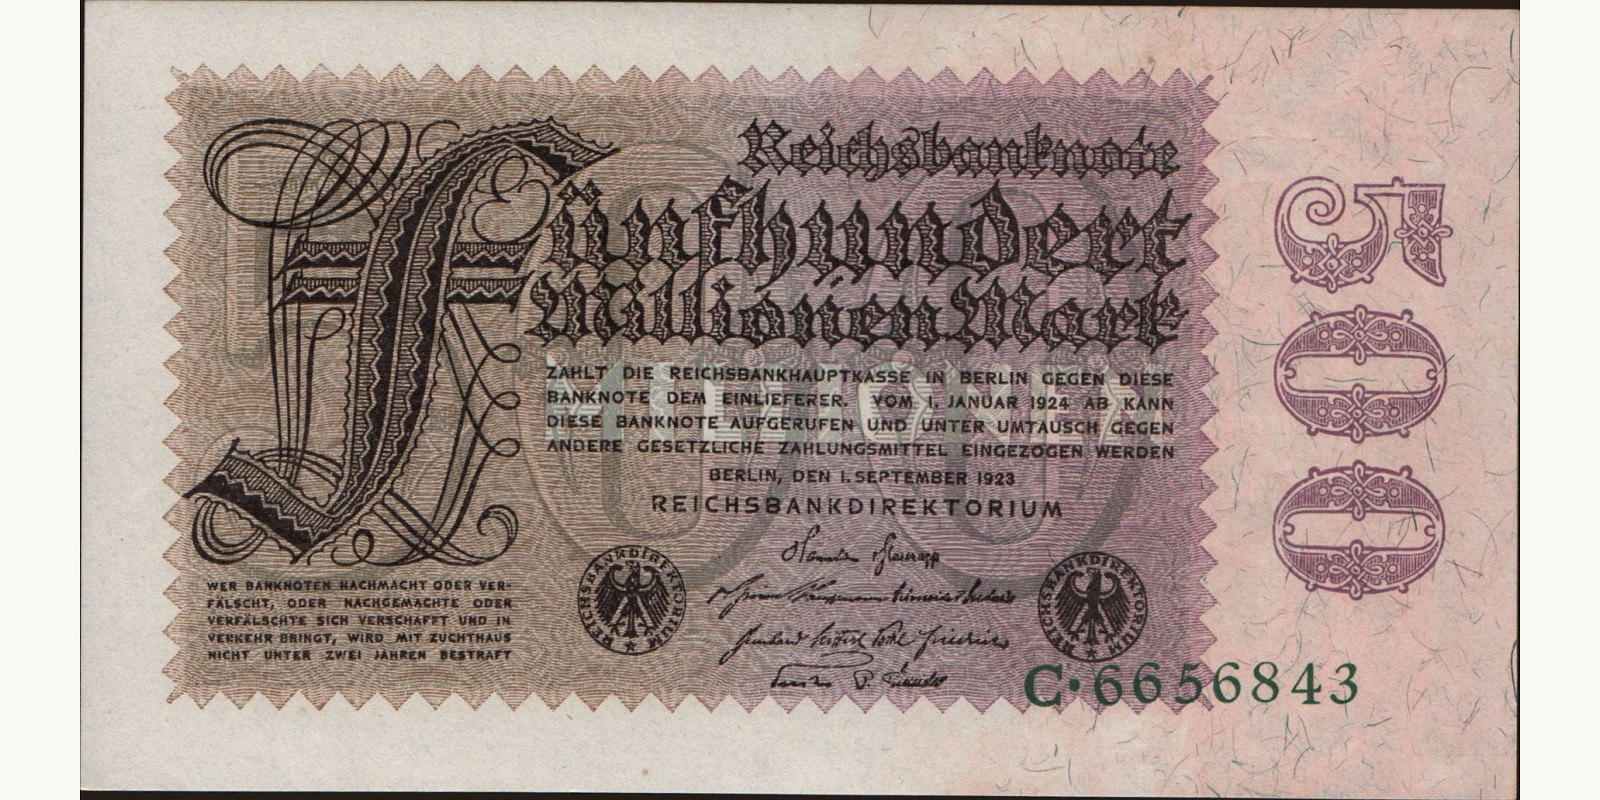 Reichsbanknote
Fünfhundert
Millionen Mark
MILLIONEN
ZAHLT DIE REICHSBANKHAUPTKASSE IN BERLIN GEGEN DIESE
BANKNOTE DEM EINLIEFERER. VOM 1. JANUAR 1924 AB KANN
DIESE BANKNOTE AUFGERUFEN UND UNTER UMTAUSCH GEGEN
ANDERE GESETZLICHE ZAHLUNGSMITTEL EINGEZOGEN WERDEN
BERLIN, DEN 1. SEPTEMBER 1923
REICHSBANKDIREKTORIUM
WER BANKNOTEN NACHMACHT ODER VER-
FÄLSCHT, ODER NACHGEMACHTE ODER
VERFÄLSCHTE SICH VERSCHAFFT UND IN
VERKEHR BRINGT, WIRD MIT ZUCHTHAUS
NICHT UNTER ZWEI JAHREN BESTRAFT
REICHSBANKDIREKTORIUM
REICHSBANKDIREKTORIUM
C·6656843
500
500